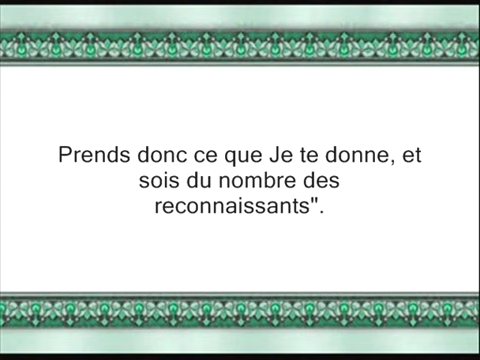 Prends donc ce que Je te donne, et
sois du nombre des
reconnaissants".